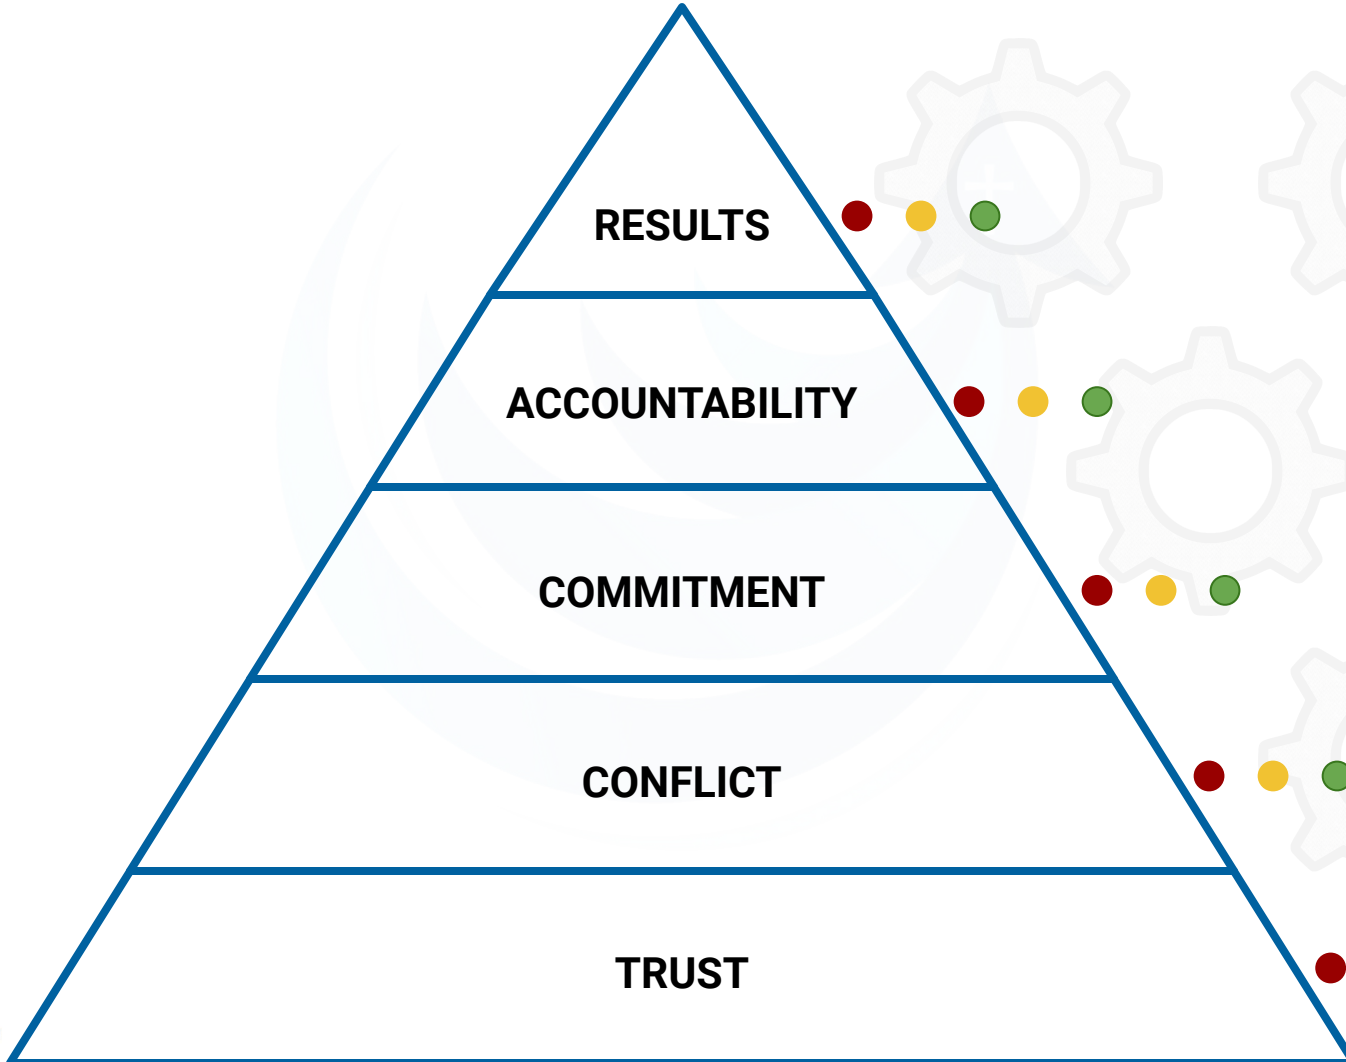 RESULTS
ACCOUNTABILITY
COMMITMENT
CONFLICT
TRUST